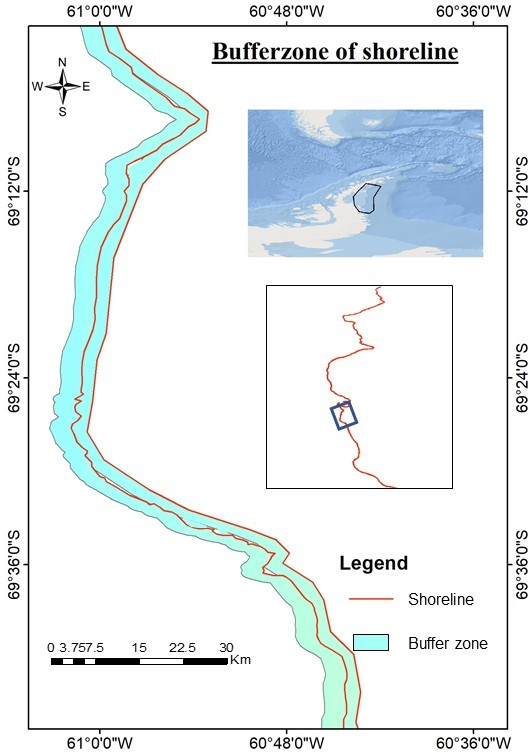 61°0'0"W 60°48'0"W 60°36'0"W
Bufferzone of shoreline
N
W E
S
69°12'0"S 69°12'0"S
69°24'0"S 69°24'0"S
69°36'0"S 69°36'0"S
Legend
Shoreline
Buffer zone
0 3.757.5 15 22.5 30
Km
61°0'0"W 60°48'0"W 60°36'0"W